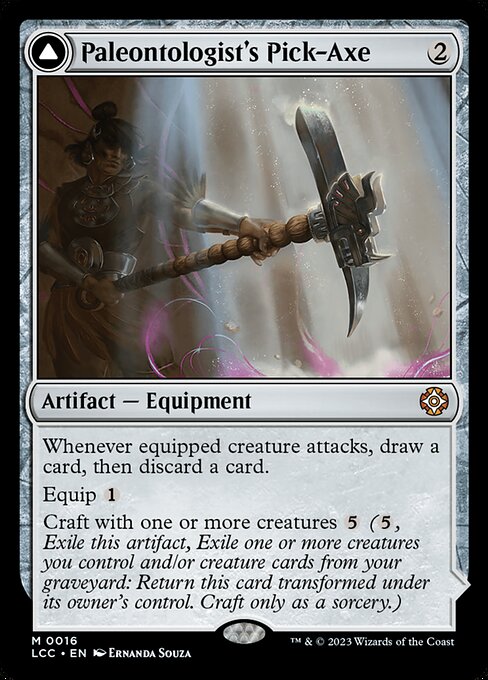 Paleontologist's Pick-Axe 2
Artifact — Equipment
Whenever equipped creature attacks, draw a
card, then discard a card.
Equip 1
Craft with one or more creatures 5 (5,
Exile this artifact, Exile one or more creatures
you control and/or creature cards from your
graveyard: Return this card transformed under
its owner's control. Craft only as a sorcery.)
M 0016
LCC • EN Ernanda Souza
™ & © 2023 Wizards of the Coast